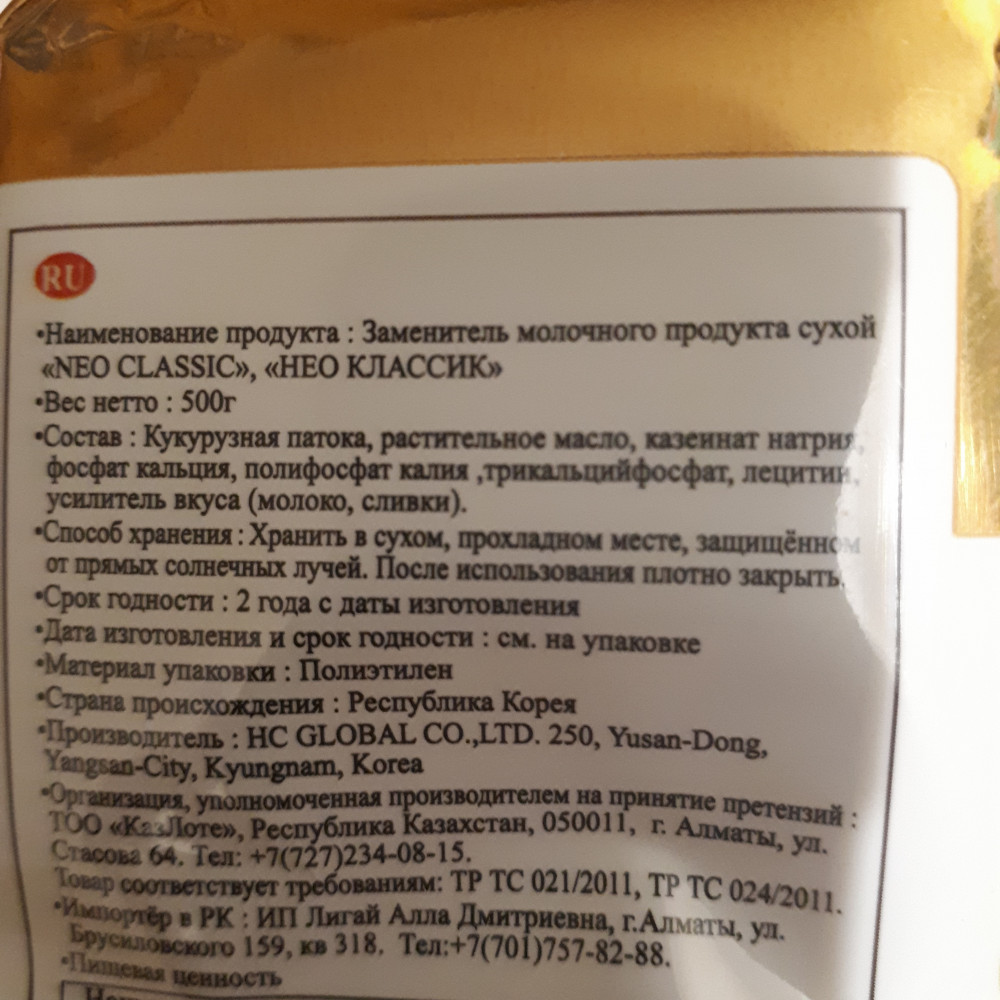 RU
•Наименование продукта : Заменитель молочного продукта сухой
«NEO CLASSIC», «НЕО КЛАССИК»
•Вес нетто : 500г
•Состав : Кукурузная патока, растительное масло, казеинат натрия,
фосфат кальция, полифосфат калия ,трикальцийфосфат, лецитин,
усилитель вкуса (молоко, сливки).
•Способ хранения : Хранить в сухом, прохладном месте, защищённом
от прямых солнечных лучей. После использования плотно закрыть.
•Срок годности : 2 года с даты изготовления
•Дата изготовления и срок годности : см. на упаковке
•Материал упаковки : Полиэтилен
•Страна происхождения : Республика Корея
•Производитель : HC GLOBAL CO.,LTD. 250, Yusan-Dong,
Yangsan-City, Kyungnam, Korea
•Организация, уполномоченная производителем на принятие претензий :
ТОО «КазЛоте», Республика Казахстан, 050011, г. Алматы, ул.
Стасова 64. Тел: +7(727)234-08-15.
Товар соответствует требованиям: ТР ТС 021/2011, ТР ТС 024/2011.
•Импортёр в РК : ИП Лигай Алла Дмитриевна, г.Алматы, ул.
Брусиловского 159, кв 318. Тел:+7(701)757-82-88.
•Пищевая ценность